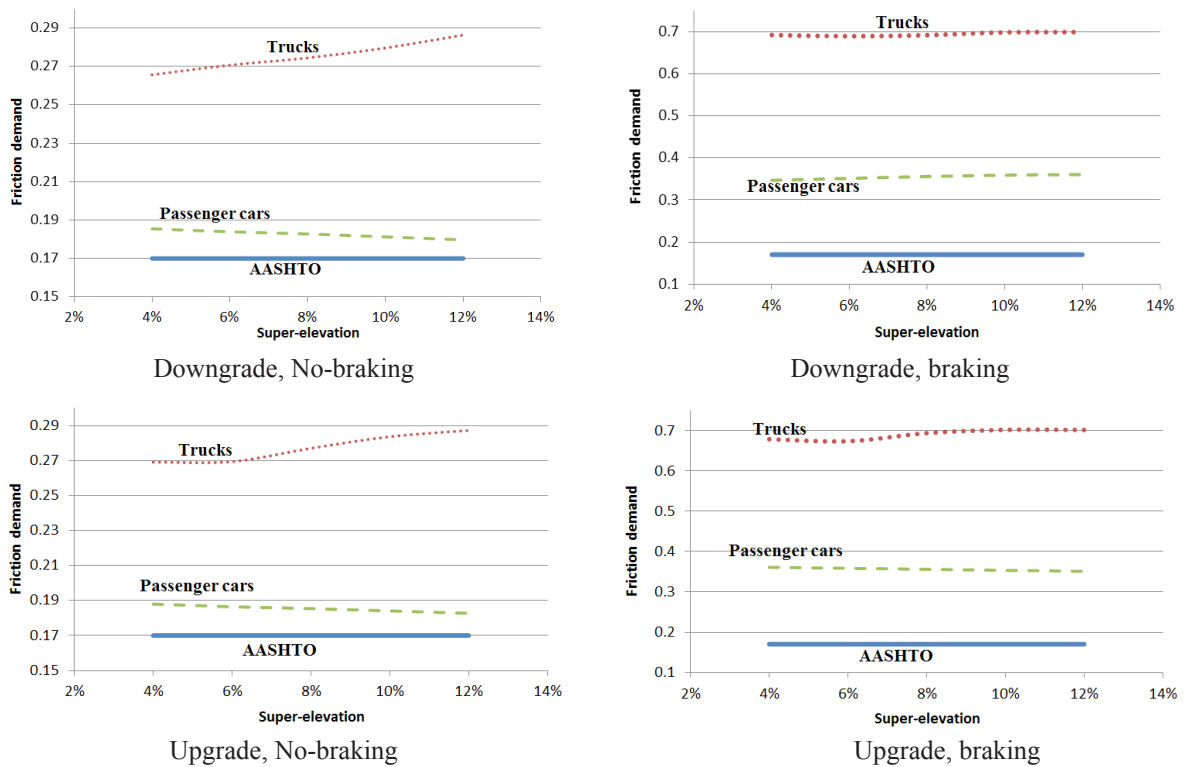 0.29
0.27
0.25
0.23
0.21
0.19
0.17
0.15
Friction demand
Trucks
Passenger cars
AASHTO
2% 4% 6% 8% 10% 12% 14%
Super-elevation
Downgrade, No-braking
0.7
0.6
0.5
0.4
0.3
0.2
0.1
Friction demand
Trucks
Passenger cars
AASHTO
2% 4% 6% 8% 10% 12% 14%
Super-elevation
Downgrade, braking
0.29
0.27
0.25
0.23
0.21
0.19
0.17
0.15
Friction demand
Trucks
Passenger cars
AASHTO
2% 4% 6% 8% 10% 12% 14%
Super-elevation
Upgrade, No-braking
0.7
0.6
0.5
0.4
0.3
0.2
0.1
Friction demand
Trucks
Passenger cars
AASHTO
2% 4% 6% 8% 10% 12% 14%
Super-elevation
Upgrade, braking